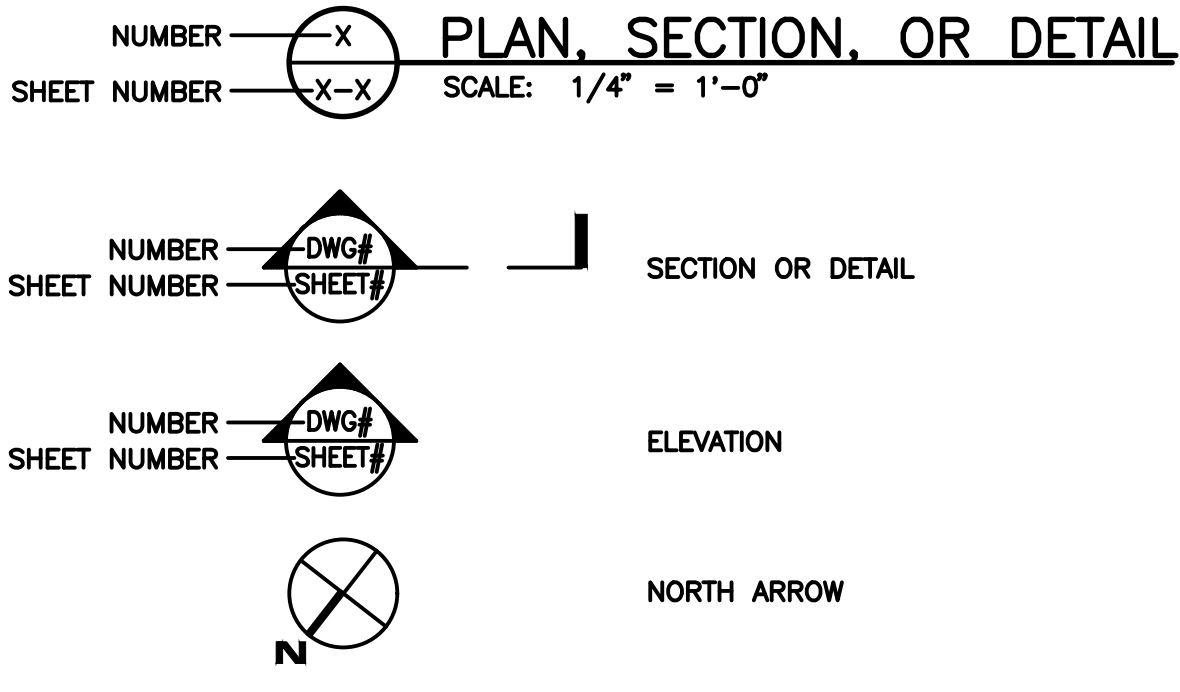 NUMBER X PLAN, SECTION, OR DETAIL
SHEET NUMBER X-X SCALE: 1/4" = 1'-0"
NUMBER DWG#
SECTION OR DETAIL
SHEET NUMBER SHEET#
NUMBER DWG#
ELEVATION
SHEET NUMBER SHEET#
NORTH ARROW
N